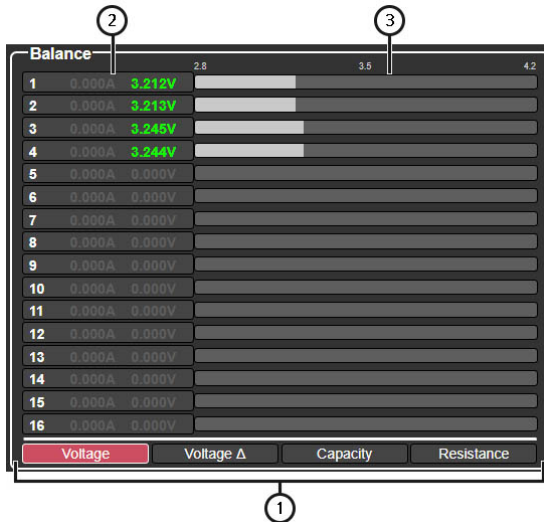 2 3
Balance
2.8 3.5 4.2
1 0.000A 3.212V
2 0.000A 3.213V
3 0.000A 3.245V
4 0.000A 3.244V
5 0.000A 0.000V
6 0.000A 0.000V
7 0.000A 0.000V
8 0.000A 0.000V
9 0.000A 0.000V
10 0.000A 0.000V
11 0.000A 0.000V
12 0.000A 0.000V
13 0.000A 0.000V
14 0.000A 0.000V
15 0.000A 0.000V
16 0.000A 0.000V
Voltage Voltage Δ Capacity Resistance
1